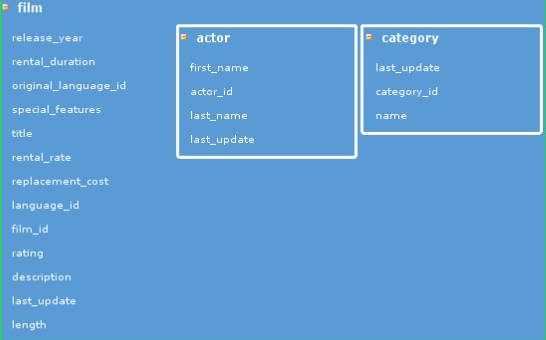 film
release_year
rental_duration
original_language_id
special_features
title
rental_rate
replacement_cost
language_id
film_id
rating
description
last_update
length
actor
first_name
actor_id
last_name
last_update
category
last_update
category_id
name